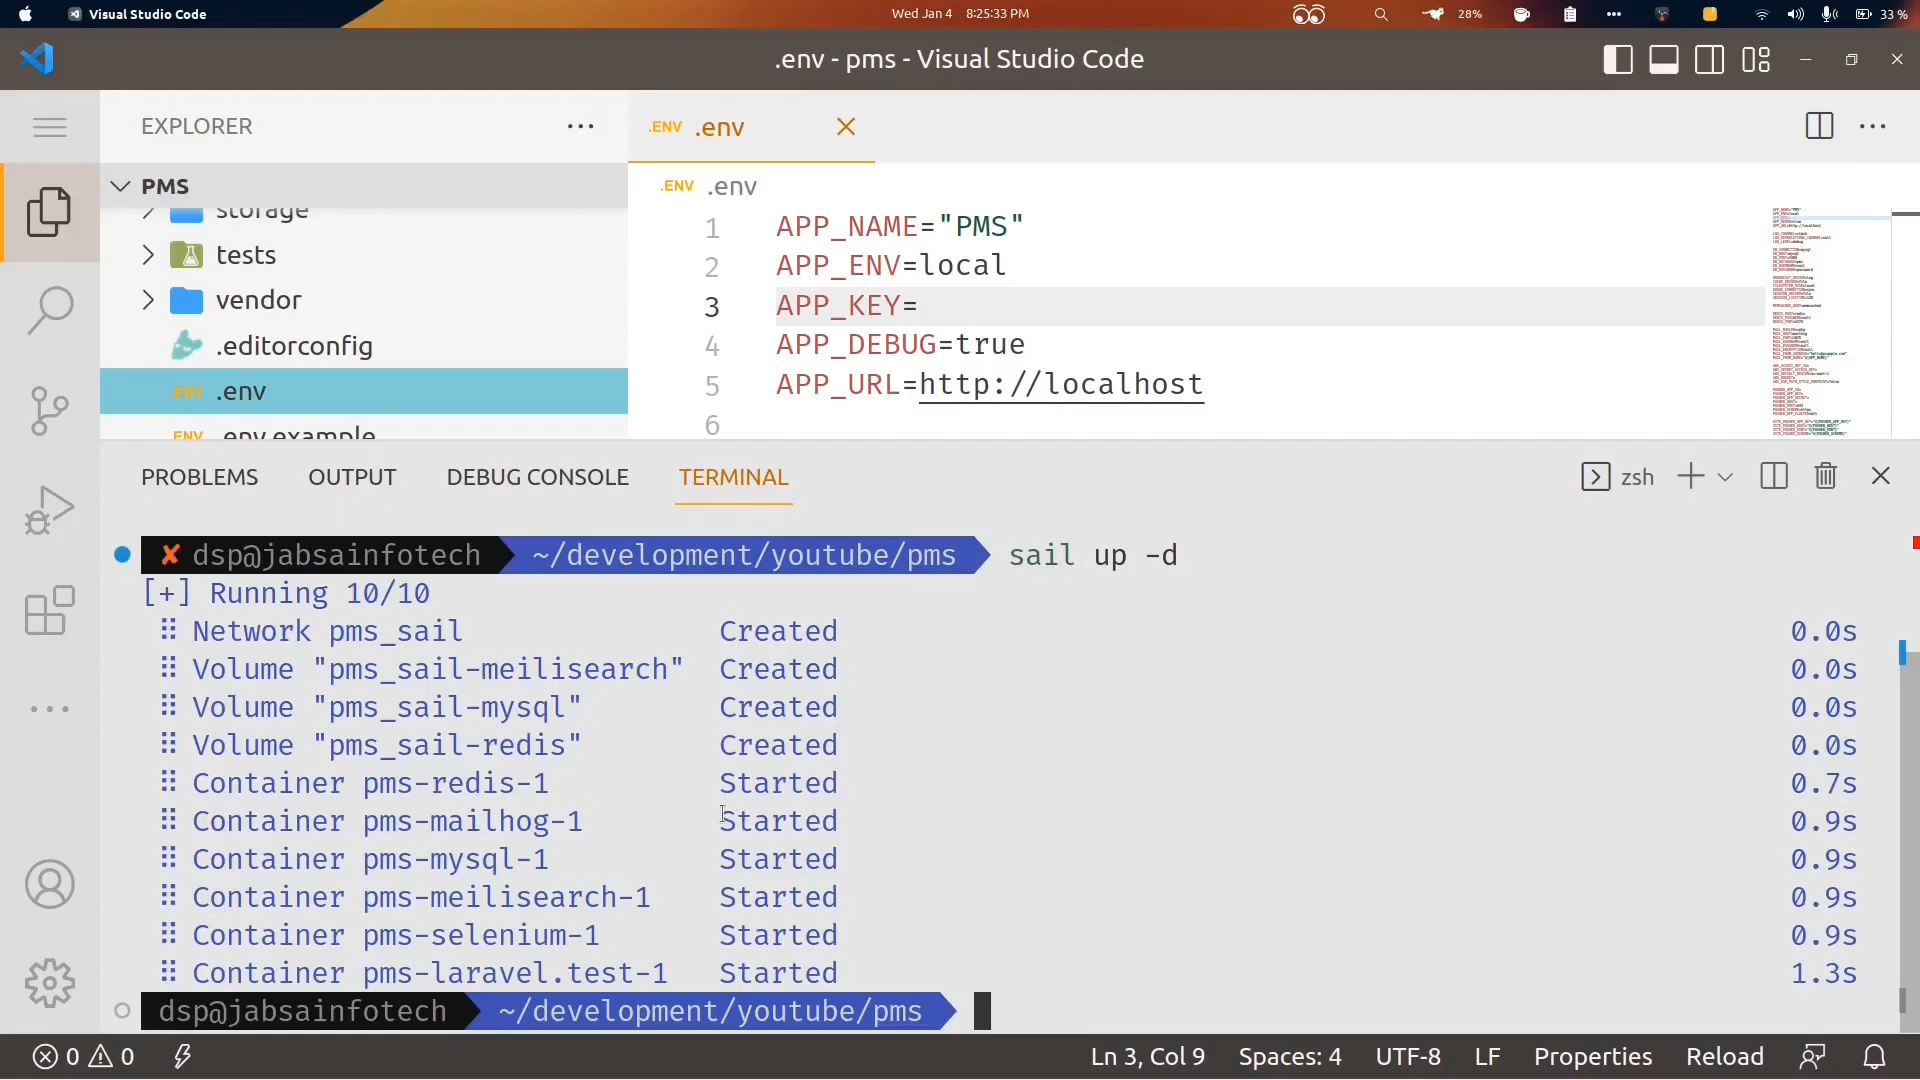 Visual Studio Code
Wed Jan 4 8:25:33 PM
28%
33 %
.env - pms - Visual Studio Code
EXPLORER
.ENV .env
PMS
.ENV .env
storage
tests
vendor
.editorconfig
ENV .env
ENV .env.example
1 APP_NAME="PMS"
2 APP_ENV=local
3 APP_KEY=
4 APP_DEBUG=true
5 APP_URL=http://localhost
6
PROBLEMS OUTPUT DEBUG CONSOLE TERMINAL
zsh
✘ dsp@jabsainfotech ~/development/youtube/pms sail up -d
[+] Running 10/10
⠿ Network pms_sail Created 0.0s
⠿ Volume "pms_sail-meilisearch" Created 0.0s
⠿ Volume "pms_sail-mysql" Created 0.0s
⠿ Volume "pms_sail-redis" Created 0.0s
⠿ Container pms-redis-1 Started 0.7s
⠿ Container pms-mailhog-1 Started 0.9s
⠿ Container pms-mysql-1 Started 0.9s
⠿ Container pms-meilisearch-1 Started 0.9s
⠿ Container pms-selenium-1 Started 0.9s
⠿ Container pms-laravel.test-1 Started 1.3s
dsp@jabsainfotech ~/development/youtube/pms
0 0
Ln 3, Col 9 Spaces: 4 UTF-8 LF Properties Reload